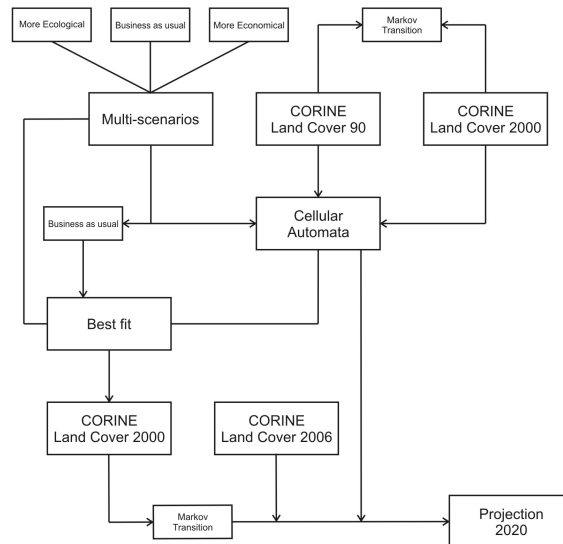 More Ecological
Business as usual
More Economical
Markov
Transition
Multi-scenarios
CORINE
Land Cover 90
CORINE
Land Cover 2000
Business as usual
Cellular
Automata
Best fit
CORINE
Land Cover 2000
CORINE
Land Cover 2006
Markov
Transition
Projection
2020